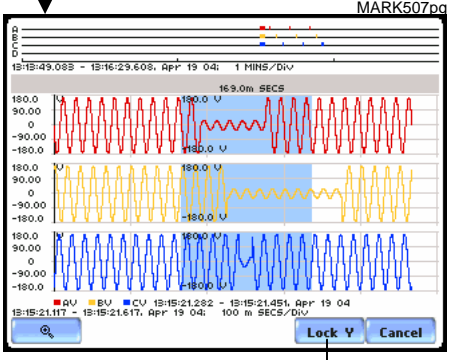 MARK507pg
A
B
C
D
13:13:49.083 - 13:16:29.608, Apr 19 04; 1 MINS/Div
169.0m SECS
180.0 V 180.0 V
90.00
0
-90.00
-180.0 -180.0 V
180.0 V 180.0 V
90.00
0
-90.00
-180.0 -180.0 V
180.0 V 180.0 V
90.00
0
-90.00
-180.0 -180.0 V
AV BV CV 13:15:21.282 - 13:15:21.451, Apr 19 04
13:15:21.117 - 13:15:21.617, Apr 19 04; 100 m SECS/Div
Lock Y Cancel